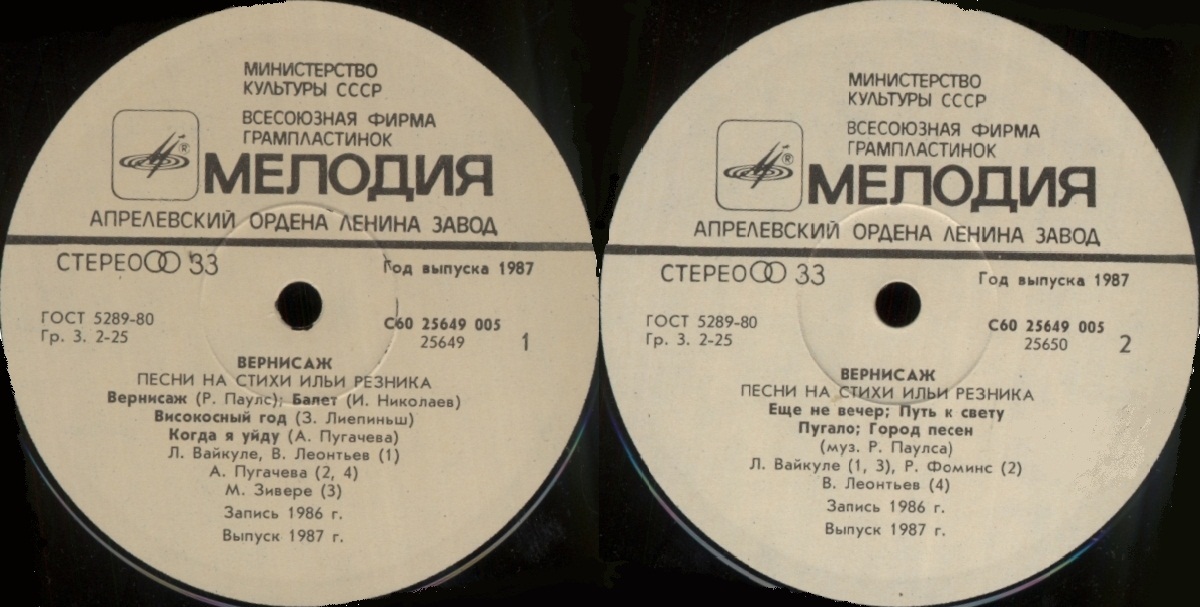 МИНИСТЕРСТВО
КУЛЬТУРЫ СССР
ВСЕСОЮЗНАЯ ФИРМА
ГРАМПЛАСТИНОК
®
МЕЛОДИЯ
АПРЕЛЕВСКИЙ ОРДЕНА ЛЕНИНА ЗАВОД
СТЕРЕО 33
Год выпуска 1987
ГОСТ 5289-80
Гр. 3. 2-25
С60 25649 005
25649
1
ВЕРНИСАЖ
ПЕСНИ НА СТИХИ ИЛЬИ РЕЗНИКА
Вернисаж (Р. Паулс); Балет (И. Николаев)
Високосный год (З. Лиепиньш)
Когда я уйду (А. Пугачева)
Л. Вайкуле, В. Леонтьев (1)
А. Пугачева (2, 4)
М. Зивере (3)
Запись 1986 г.
Выпуск 1987 г.
МИНИСТЕРСТВО
КУЛЬТУРЫ СССР
ВСЕСОЮЗНАЯ ФИРМА
ГРАМПЛАСТИНОК
®
МЕЛОДИЯ
АПРЕЛЕВСКИЙ ОРДЕНА ЛЕНИНА ЗАВОД
СТЕРЕО 33
Год выпуска 1987
ГОСТ 5289-80
Гр. 3. 2-25
С60 25649 005
25650
2
ВЕРНИСАЖ
ПЕСНИ НА СТИХИ ИЛЬИ РЕЗНИКА
Еще не вечер; Путь к свету
Пугало; Город песен
(муз. Р. Паулса)
Л. Вайкуле (1, 3), Р. Фоминс (2)
В. Леонтьев (4)
Запись 1986 г.
Выпуск 1987 г.